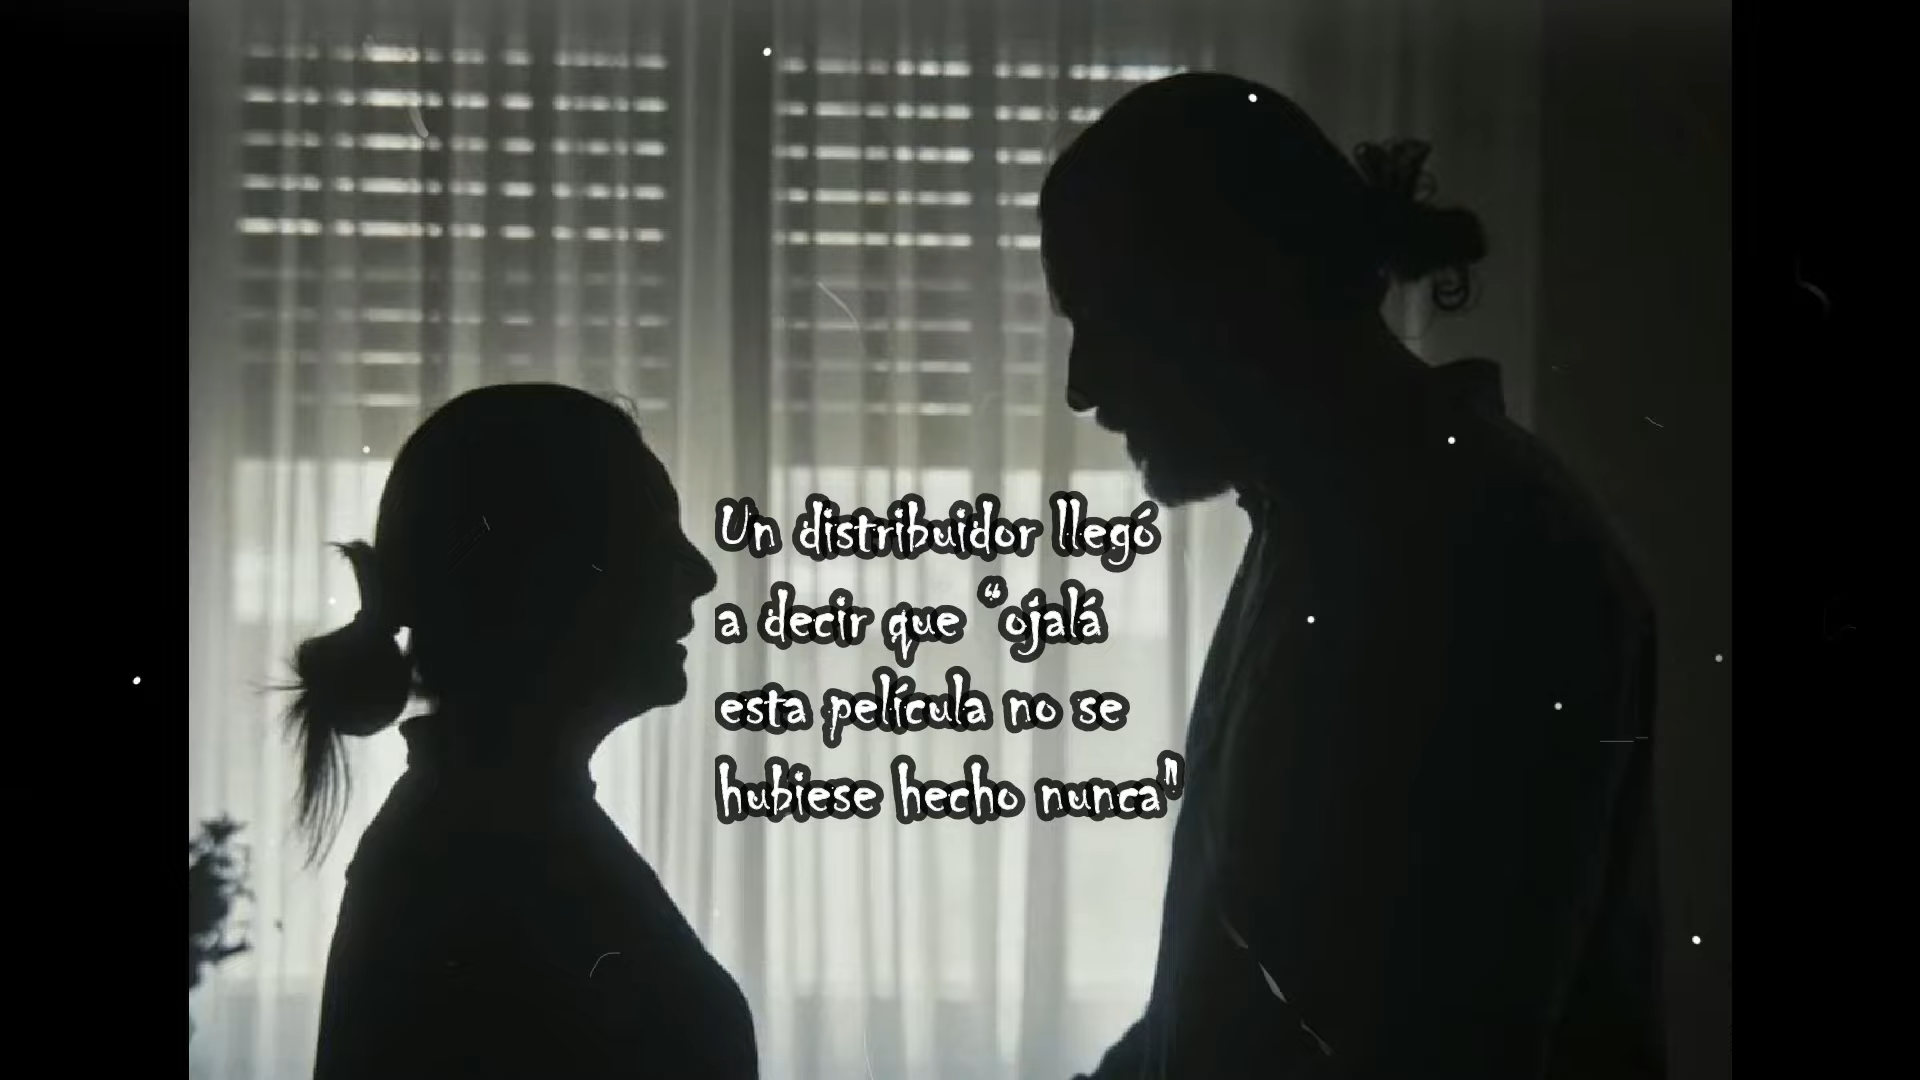 Un distribuidor llegó
a decir que “ojalá
esta película no se
hubiese hecho nunca"